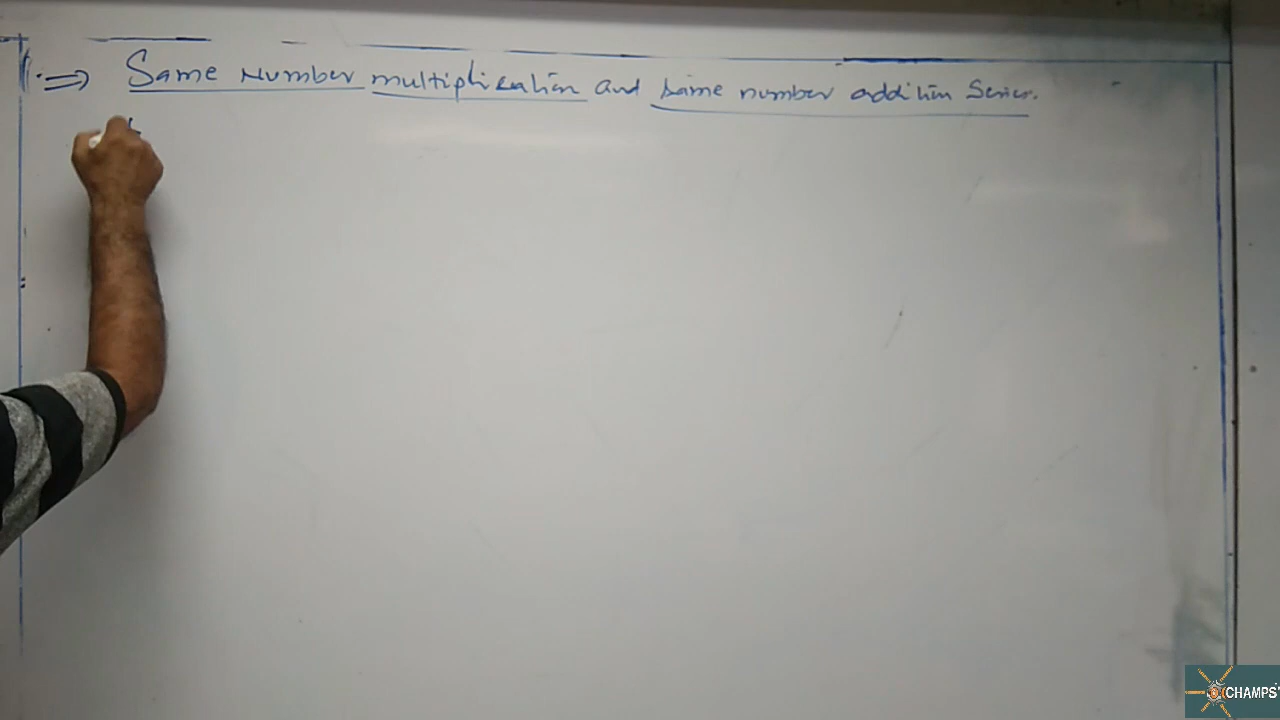 ⇒ Same Number multiplication and same number addition Series.
CHAMPS